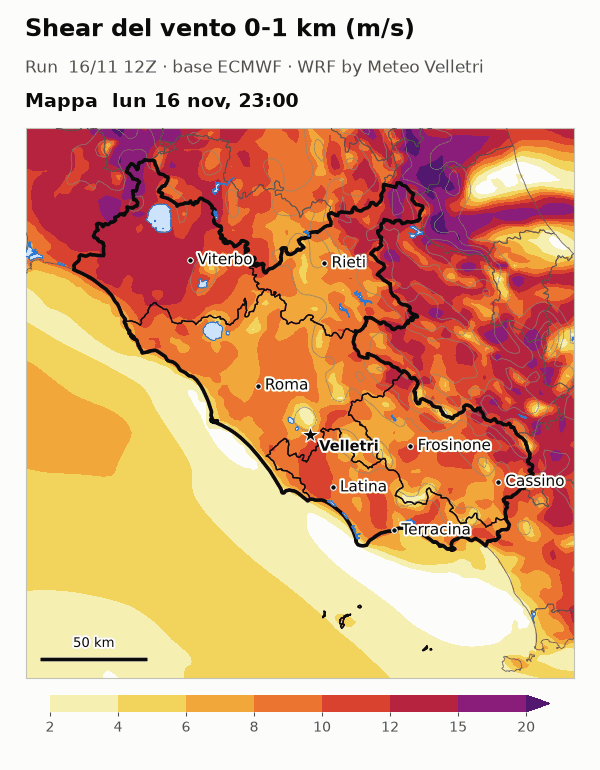 Shear del vento 0-1 km (m/s)
Run  16/11 12Z · base ECMWF · WRF by Meteo Velletri
Mappa  lun 16 nov, 23:00
Viterbo
Rieti
Roma
Velletri
Frosinone
Latina
Cassino
Terracina
50 km
2 4 6 8 10 12 15 20